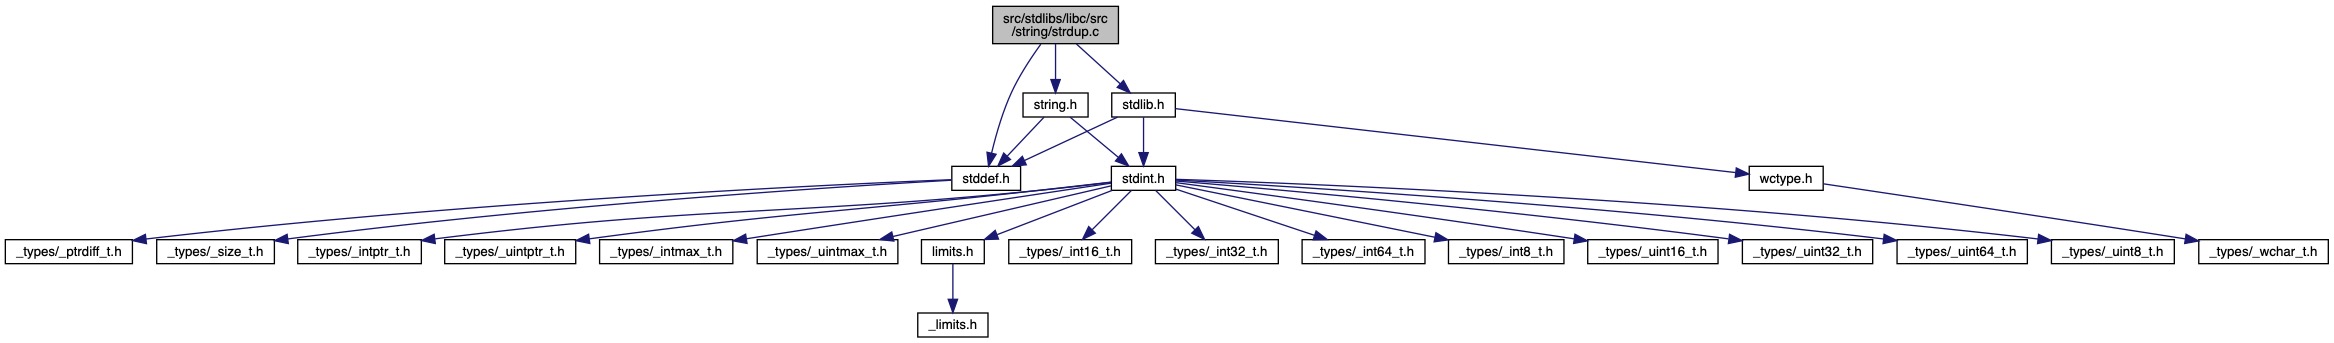 src/stdlibs/libc/src
/string/strdup.c
string.h
stdlib.h
stddef.h
stdint.h
wctype.h
_types/_ptrdiff_t.h
_types/_size_t.h
_types/_intptr_t.h
_types/_uintptr_t.h
_types/_intmax_t.h
_types/_uintmax_t.h
limits.h
_types/_int16_t.h
_types/_int32_t.h
_types/_int64_t.h
_types/_int8_t.h
_types/_uint16_t.h
_types/_uint32_t.h
_types/_uint64_t.h
_types/_uint8_t.h
_types/_wchar_t.h
_limits.h